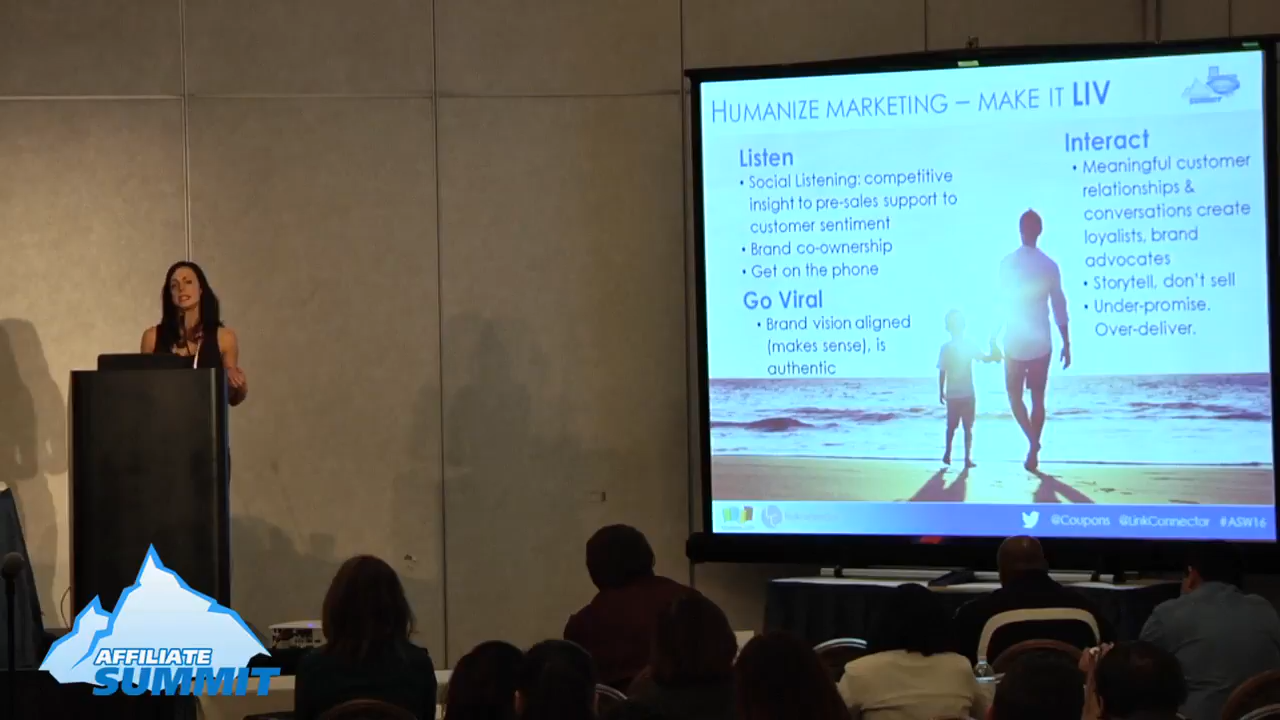 HUMANIZE MARKETING – MAKE IT LIV
SUMMIT
Listen
• Social Listening: competitive
insight to pre-sales support to
customer sentiment
• Brand co-ownership
• Get on the phone
Go Viral
• Brand vision aligned
(makes sense), is
authentic
Interact
• Meaningful customer
relationships &
conversations create
loyalists, brand
advocates
• Storytell, don't sell
• Under-promise.
Over-deliver.
@Coupons @LinkConnector #ASW16
AFFILIATE
SUMMIT